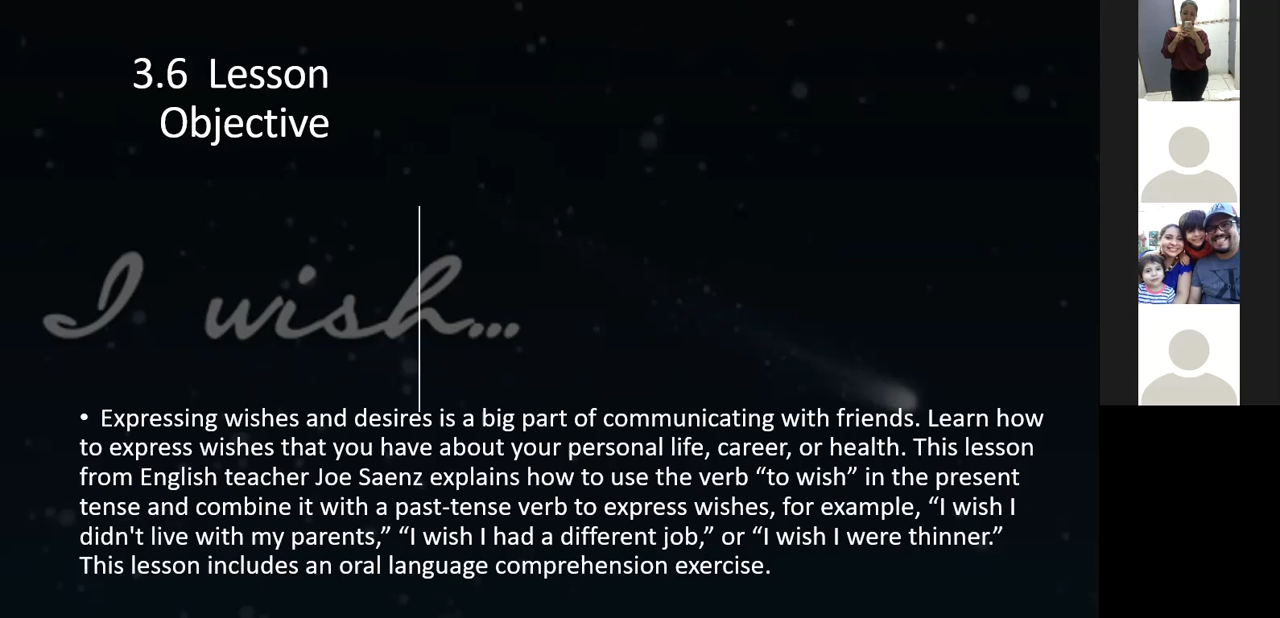 3.6 Lesson
Objective
I wish...
• Expressing wishes and desires is a big part of communicating with friends. Learn how
to express wishes that you have about your personal life, career, or health. This lesson
from English teacher Joe Saenz explains how to use the verb “to wish” in the present
tense and combine it with a past-tense verb to express wishes, for example, “I wish I
didn't live with my parents,” “I wish I had a different job,” or “I wish I were thinner.”
This lesson includes an oral language comprehension exercise.